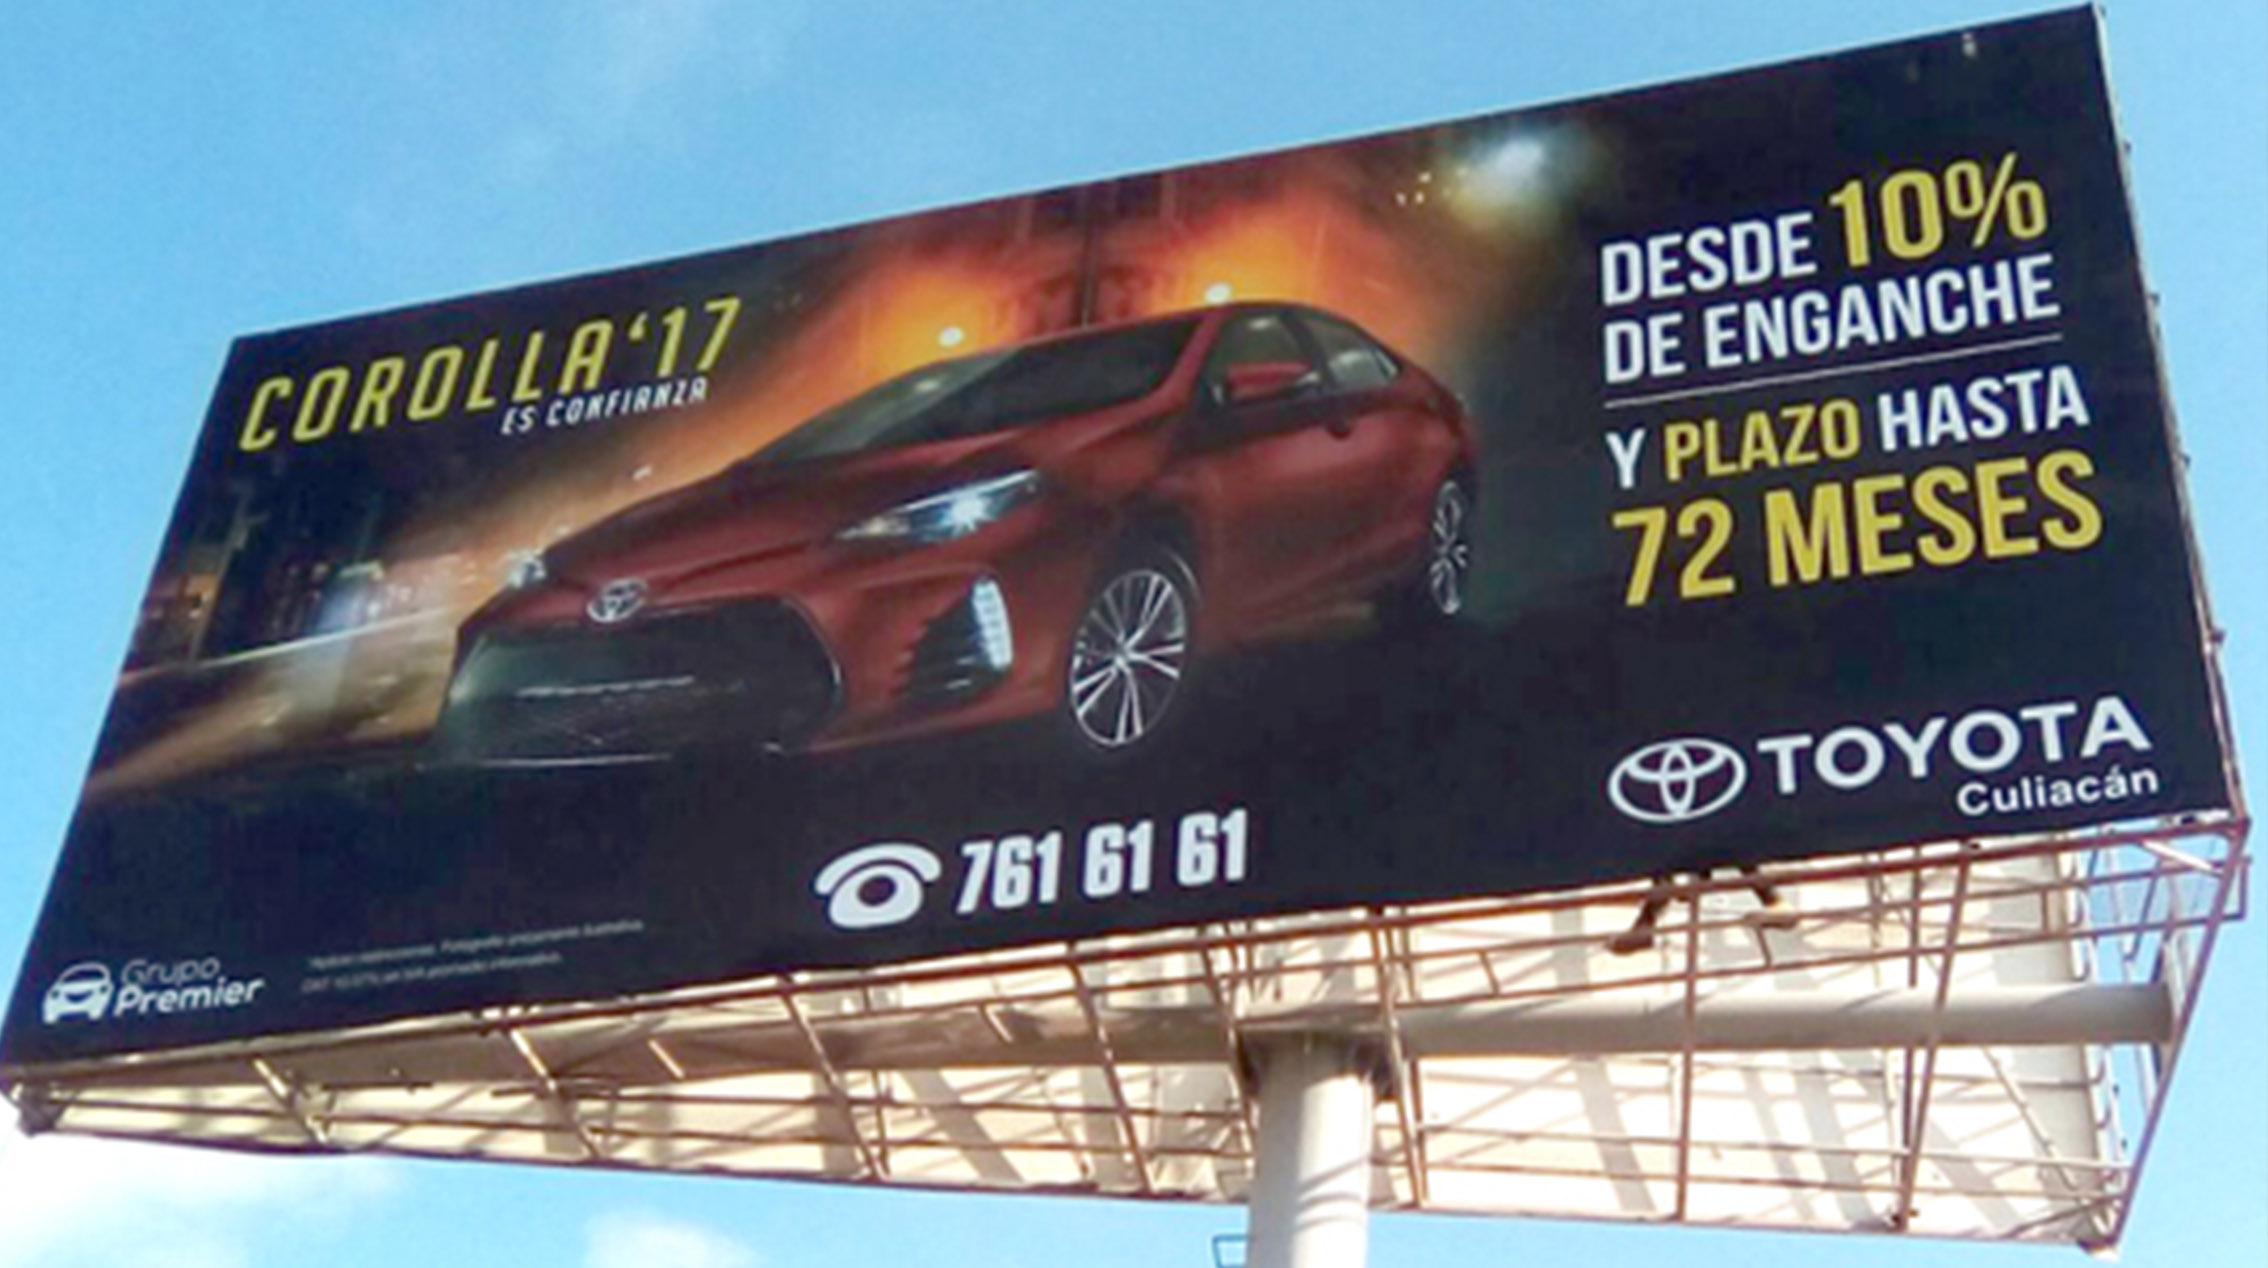 COROLLA '17
ES CONFIANZA
DESDE 10%
DE ENGANCHE
Y PLAZO HASTA
72 MESES
TOYOTA
Culiacán
761 61 61
Grupo
Premier